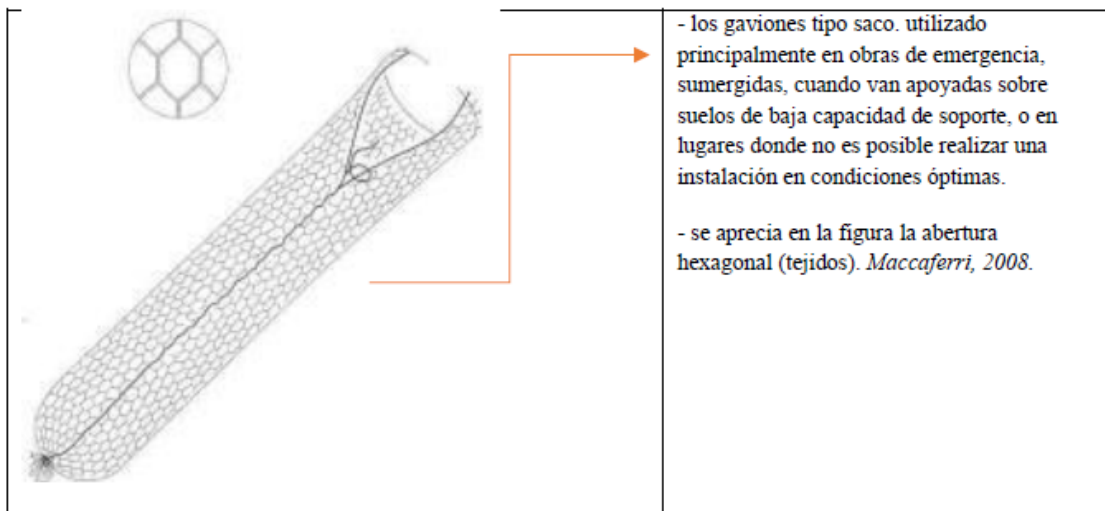 - los gaviones tipo saco. utilizado
principalmente en obras de emergencia,
sumergidas, cuando van apoyadas sobre
suelos de baja capacidad de soporte, o en
lugares donde no es posible realizar una
instalación en condiciones óptimas.
- se aprecia en la figura la abertura
hexagonal (tejidos). Maccaferri, 2008.